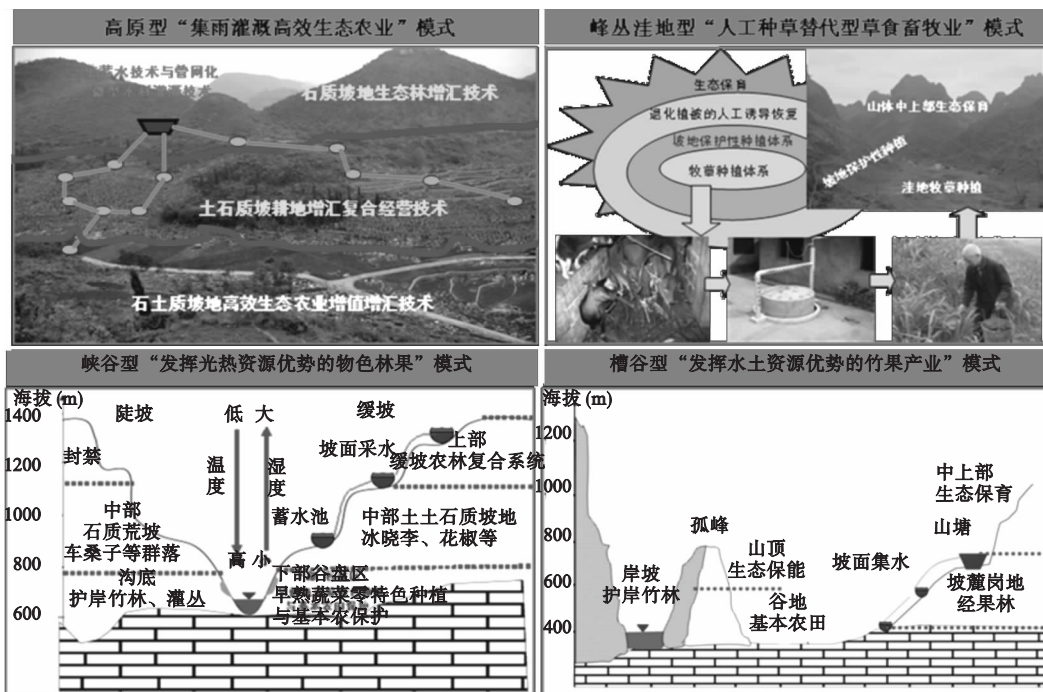 高原型“集雨灌溉高效生态农业”模式
水技术与管网化
技术
石质坡地生态林增汇技术
土石质坡耕地增汇复合经营技术
石土质坡地高效生态农业增值增汇技术
峰丛洼地型“人工种草替代型草食畜牧业”模式
生态保育
退化植被的人工诱导恢复
坡地保护性种植体系
牧草种植体系
山体中上部生态保育
坡地保护性种植
洼地牧草种植
峡谷型“发挥光热资源优势的物色林果”模式
海拔(m)
1400
1200
1000
800
600
陡坡
封禁
中部
石质荒坡
车桑子等群落
沟底
护岸竹林、灌丛
低 大
温度
湿度
高 小
缓坡
坡面采水
上部
缓坡农林复合系统
蓄水池
中部土土石质坡地
冰晓李、花椒等
下部谷盘区
早熟蔬菜零特色种植
与基本农保护
槽谷型“发挥水土资源优势的竹果产业”模式
海拔(m)
1200
1000
800
600
400
岸坡
护岸竹林
孤峰
山顶
生态保能
谷地
基本农田
中上部
生态保育
山塘
坡面集水
坡麓岗地
经果林